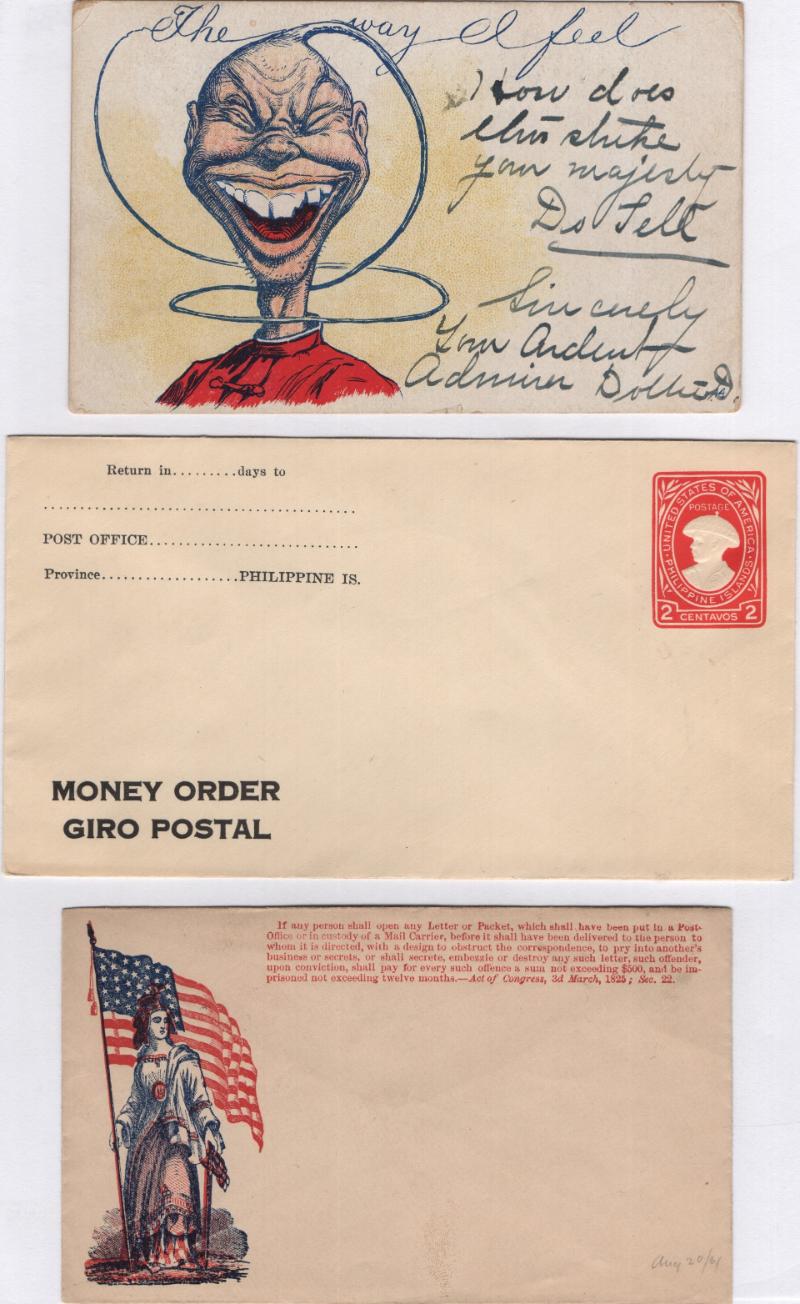 The way I feel
How does
this strike
your majesty
Do Tell
Sincerely
Your Ardent
Admirer Dollie D.
Return in.........days to
POST OFFICE.............................
Province...................PHILIPPINE IS.
UNITED STATES OF AMERICA
POSTAGE
PHILIPPINE ISLANDS
2 CENTAVOS 2
MONEY ORDER
GIRO POSTAL
If any person shall open any Letter or Packet, which shall have been put in a Post-
Office or in custody of a Mail Carrier, before it shall have been delivered to the person to
whom it is directed, with a design to obstruct the correspondence, to pry into another's
business or secrets, or shall secrete, embezzle or destroy any such letter, such offender,
upon conviction, shall pay for every such offence a sum not exceeding $500, and be im-
prisoned not exceeding twelve months.—Act of Congress, 3d March, 1825; Sec. 22.
Aug 20/61